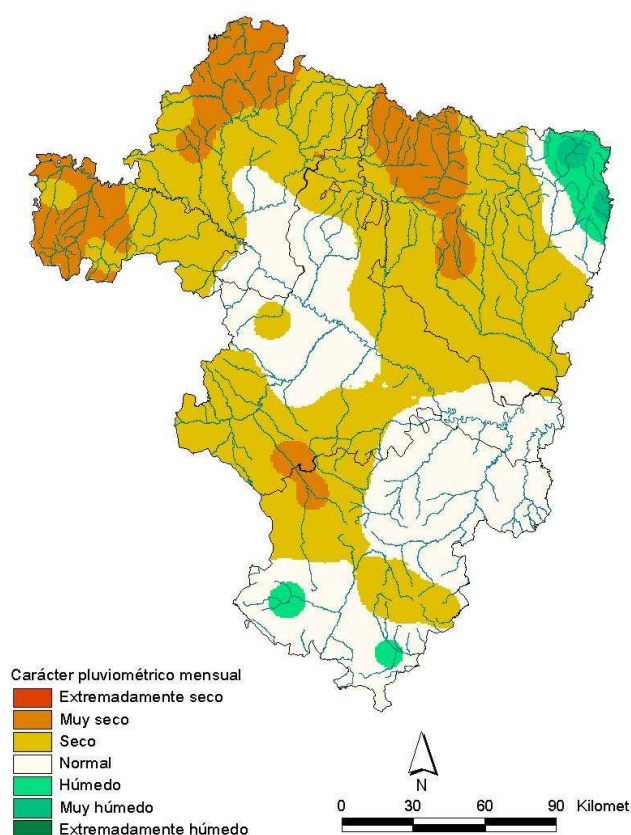 Carácter pluviométrico mensual
Extremadamente seco
Muy seco
Seco
Normal
Húmedo
Muy húmedo
Extremadamente húmedo
N
0 30 60 90 Kilomet